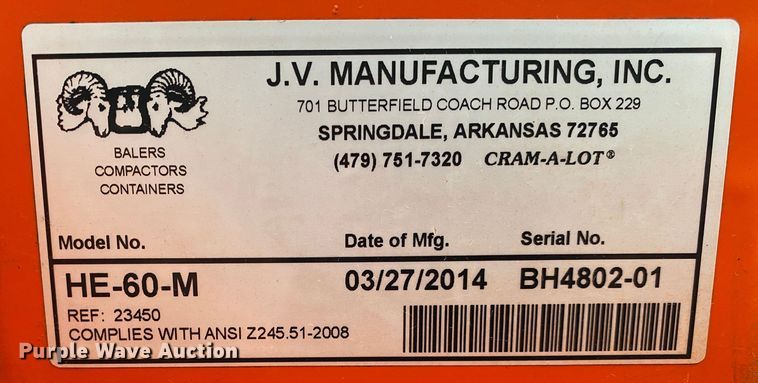 J.V. MANUFACTURING, INC.
701 BUTTERFIELD COACH ROAD P.O. BOX 229
SPRINGDALE, ARKANSAS 72765
(479) 751-7320 CRAM-A-LOT®
BALERS
COMPACTORS
CONTAINERS
Model No. Date of Mfg. Serial No.
HE-60-M 03/27/2014 BH4802-01
REF: 23450
COMPLIES WITH ANSI Z245.51-2008
Purple Wave Auction